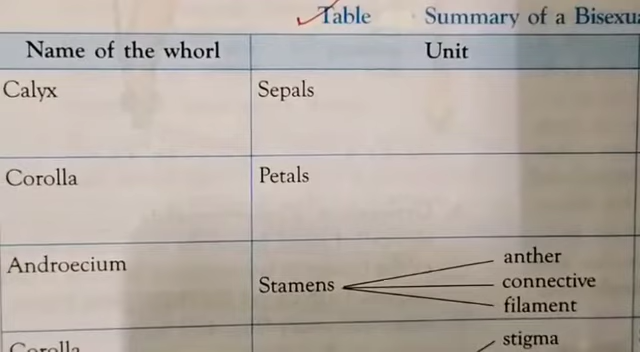 Table Summary of a Bisexua
Name of the whorl Unit
Calyx Sepals
Corolla Petals
Androecium
Stamens
anther
connective
filament
Corolla
stigma